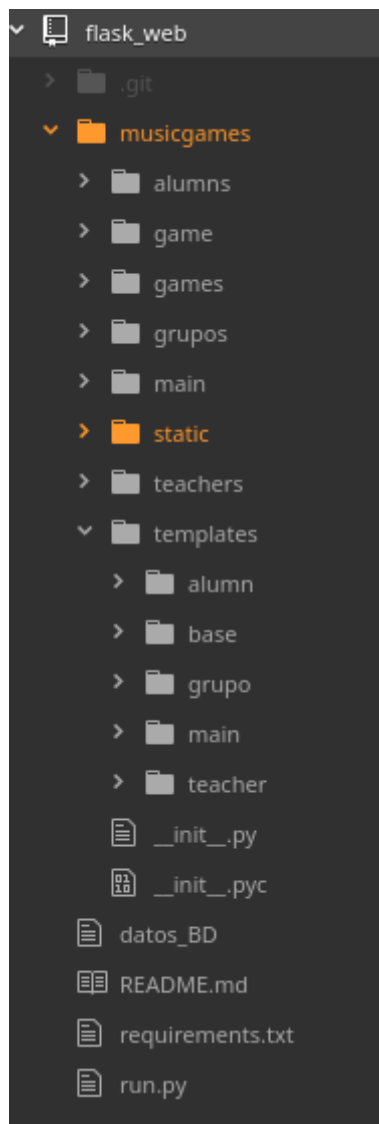 flask_web
.git
musicgames
alumns
game
games
grupos
main
static
teachers
templates
alumn
base
grupo
main
teacher
__init__.py
__init__.pyc
datos_BD
README.md
requirements.txt
run.py